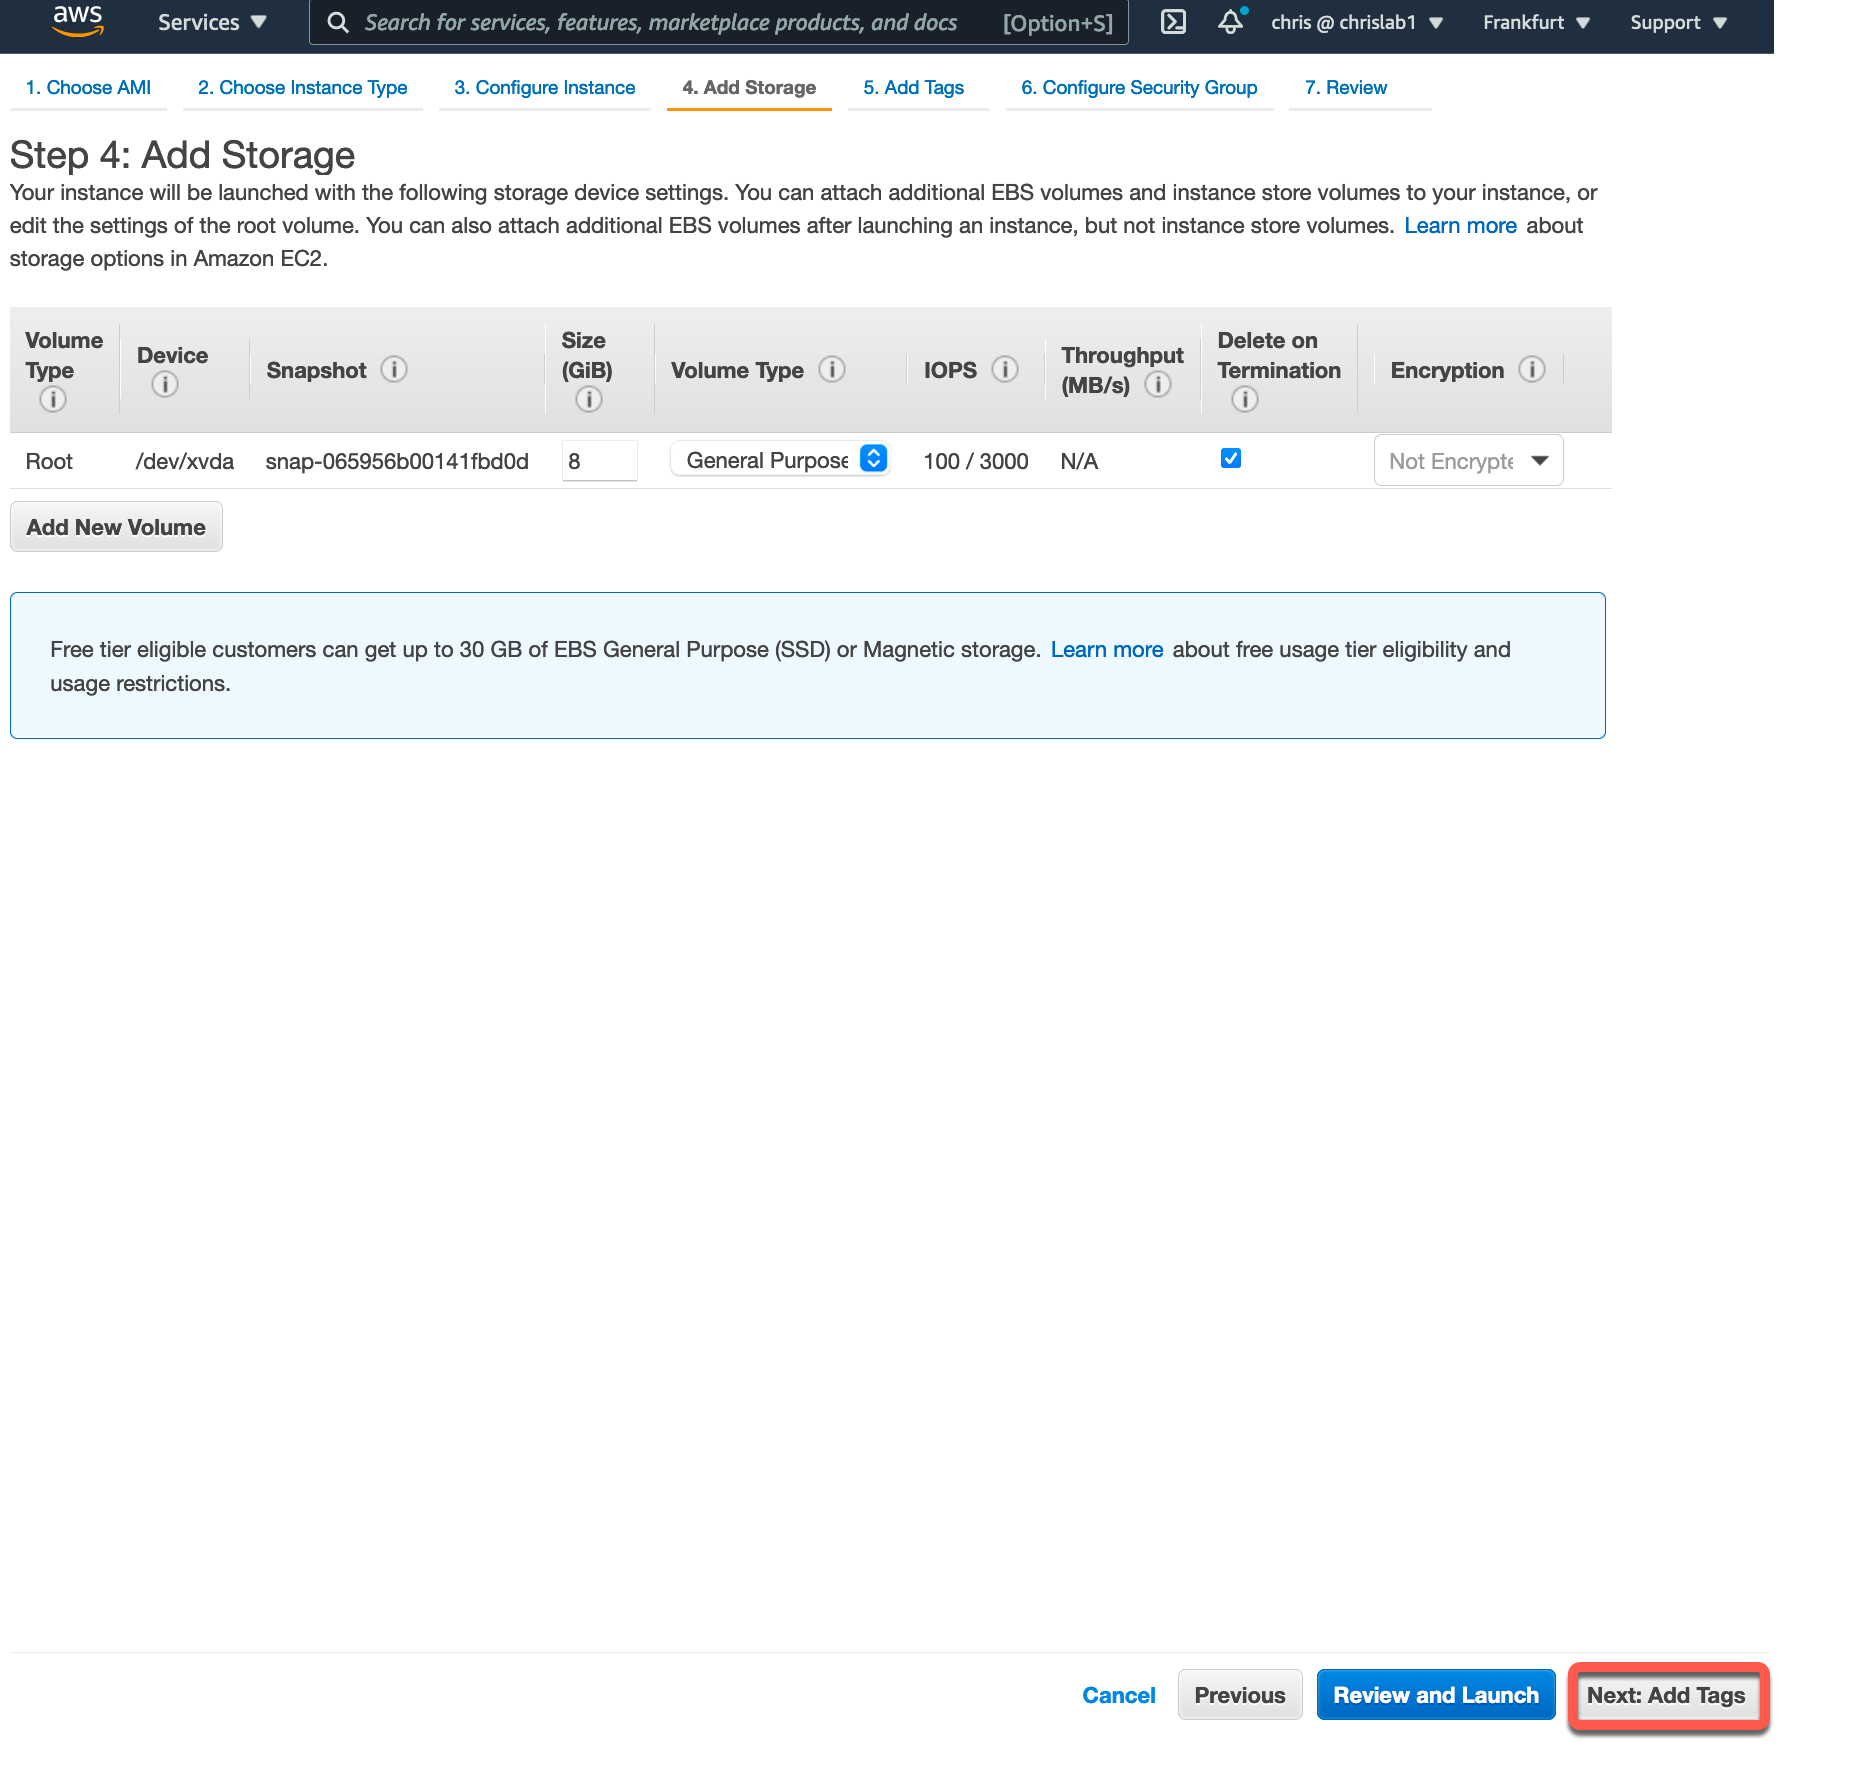 aws
Services
Search for services, features, marketplace products, and docs
[Option+S]
chris @ chrislab1
Frankfurt
Support
1. Choose AMI
2. Choose Instance Type
3. Configure Instance
4. Add Storage
5. Add Tags
6. Configure Security Group
7. Review
Step 4: Add Storage
Your instance will be launched with the following storage device settings. You can attach additional EBS volumes and instance store volumes to your instance, or
edit the settings of the root volume. You can also attach additional EBS volumes after launching an instance, but not instance store volumes. Learn more about
storage options in Amazon EC2.
Volume
Type
Device
Snapshot
Size
(GiB)
Volume Type
IOPS
Throughput
(MB/s)
Delete on
Termination
Encryption
Root
/dev/xvda
snap-065956b00141fbd0d
8
General Purpose
100 / 3000
N/A
Not Encrypte
Add New Volume
Free tier eligible customers can get up to 30 GB of EBS General Purpose (SSD) or Magnetic storage. Learn more about free usage tier eligibility and
usage restrictions.
Cancel
Previous
Review and Launch
Next: Add Tags